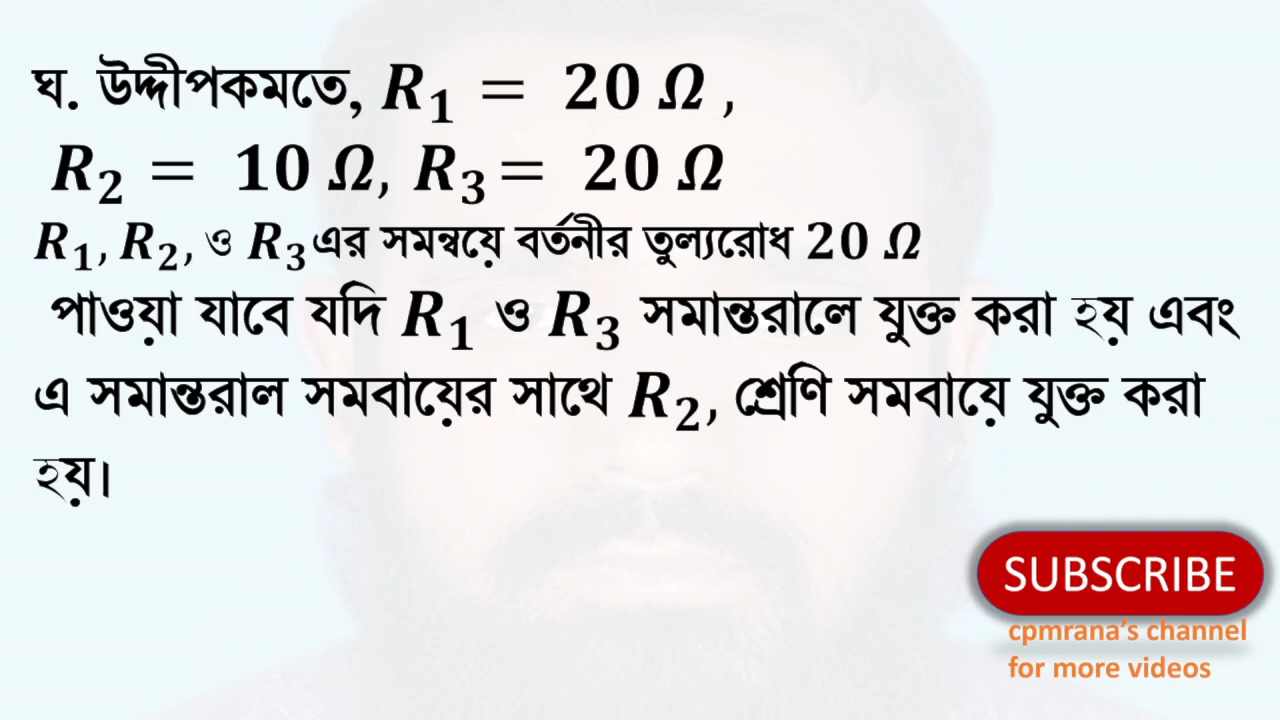 ঘ. উদ্দীপকমতে, R₁ = 20 Ω ,
R₂ = 10 Ω, R₃ = 20 Ω
R₁, R₂, ও R₃ এর সমন্বয়ে বর্তনীর তুল্যরোধ 20 Ω
পাওয়া যাবে যদি R₁ ও R₃ সমান্তরালে যুক্ত করা হয় এবং
এ সমান্তরাল সমবায়ের সাথে R₂, শ্রেণি সমবায়ে যুক্ত করা
হয়।
SUBSCRIBE
cpmrana's channel
for more videos